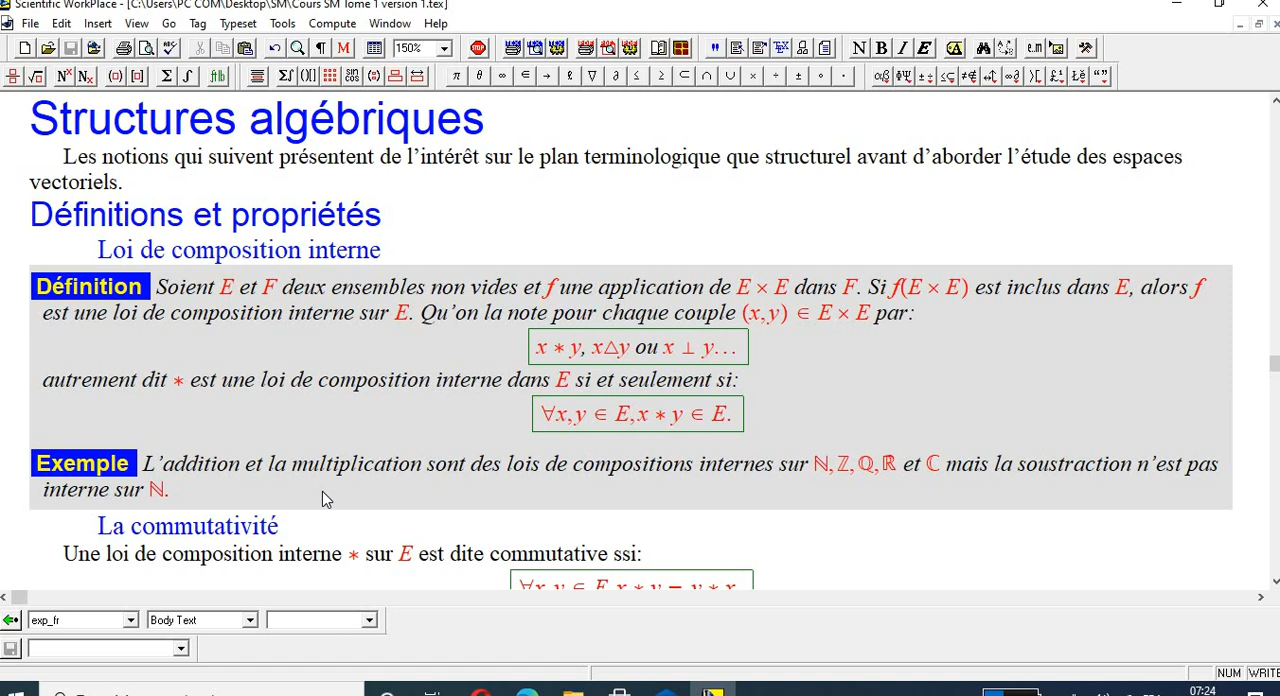 Scientific WorkPlace - [C:\Users\PC COM\Desktop\SM\Cours SM Tome 1 version 1.tex]
File Edit Insert View Go Tag Typeset Tools Compute Window Help
150%
Structures algébriques
Les notions qui suivent présentent de l'intérêt sur le plan terminologique que structurel avant d'aborder l'étude des espaces
vectoriels.
Définitions et propriétés
Loi de composition interne
Définition Soient E et F deux ensembles non vides et f une application de E × E dans F. Si f(E × E) est inclus dans E, alors f
est une loi de composition interne sur E. Qu'on la note pour chaque couple (x,y) ∈ E × E par:
x ∗ y, x△y ou x ⊥ y…
autrement dit ∗ est une loi de composition interne dans E si et seulement si:
∀x,y ∈ E, x ∗ y ∈ E.
Exemple L'addition et la multiplication sont des lois de compositions internes sur ℕ,ℤ,ℚ,ℝ et ℂ mais la soustraction n'est pas
interne sur ℕ.
La commutativité
Une loi de composition interne ∗ sur E est dite commutative ssi:
∀x,y ∈ E, x ∗ y = y ∗ x
exp_fr Body Text
NUM WRITE
07:24